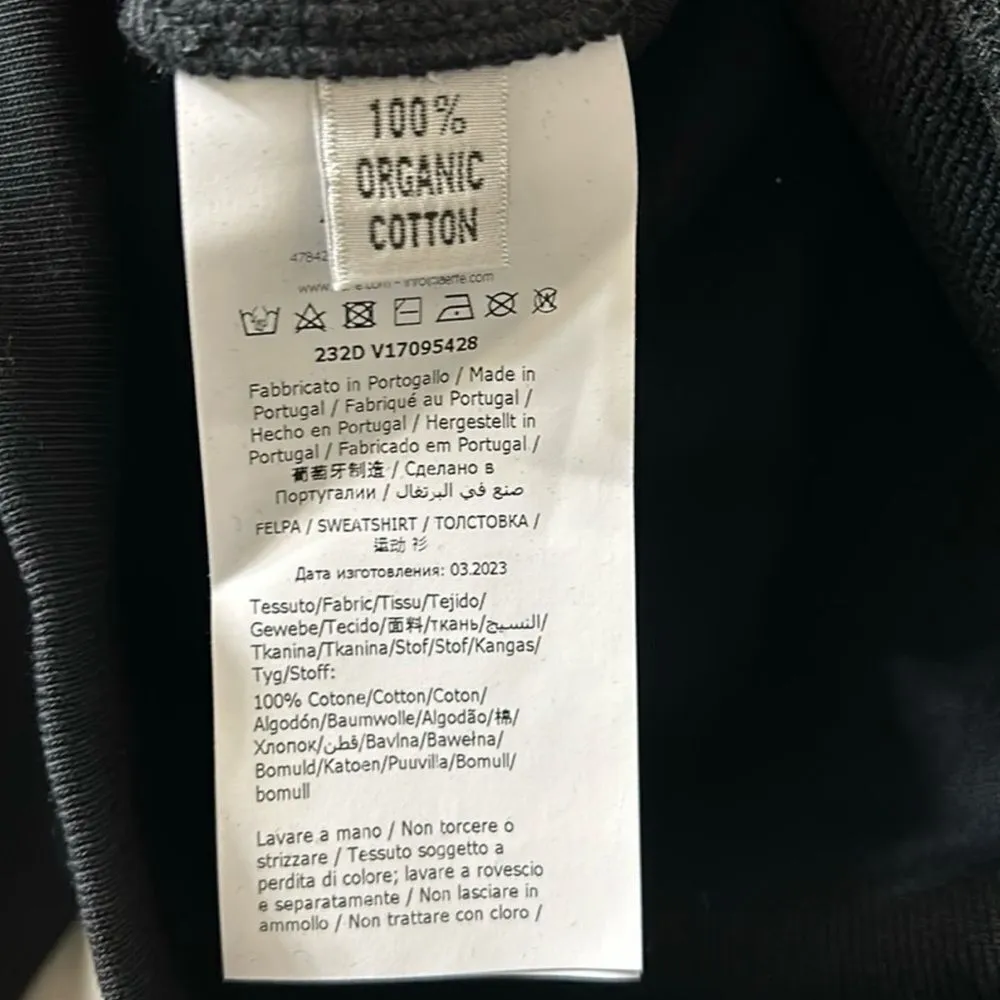 100%
ORGANIC
COTTON
4784
www.
232D V17095428
Fabbricato in Portogallo / Made in
Portugal / Fabriqué au Portugal /
Hecho en Portugal / Hergestellt in
Portugal / Fabricado em Portugal /
葡萄牙制造 / Сделано в
Португалии / صنع في البرتغال
FELPA / SWEATSHIRT / ТОЛСТОВКА /
运动 衫
Дата изготовления: 03.2023
Tessuto/Fabric/Tissu/Tejido/
Gewebe/Tecido/面料/ткань/النسيج/
Tkanina/Tkanina/Stof/Stof/Kangas/
Tyg/Stoff:
100% Cotone/Cotton/Coton/
Algodón/Baumwolle/Algodão/棉/
Хлопок/قطن/Bavlna/Bawełna/
Bomuld/Katoen/Puuvilla/Bomull/
bomull
Lavare a mano / Non torcere o
strizzare / Tessuto soggetto a
perdita di colore; lavare a rovescio
e separatamente / Non lasciare in
ammollo / Non trattare con cloro /